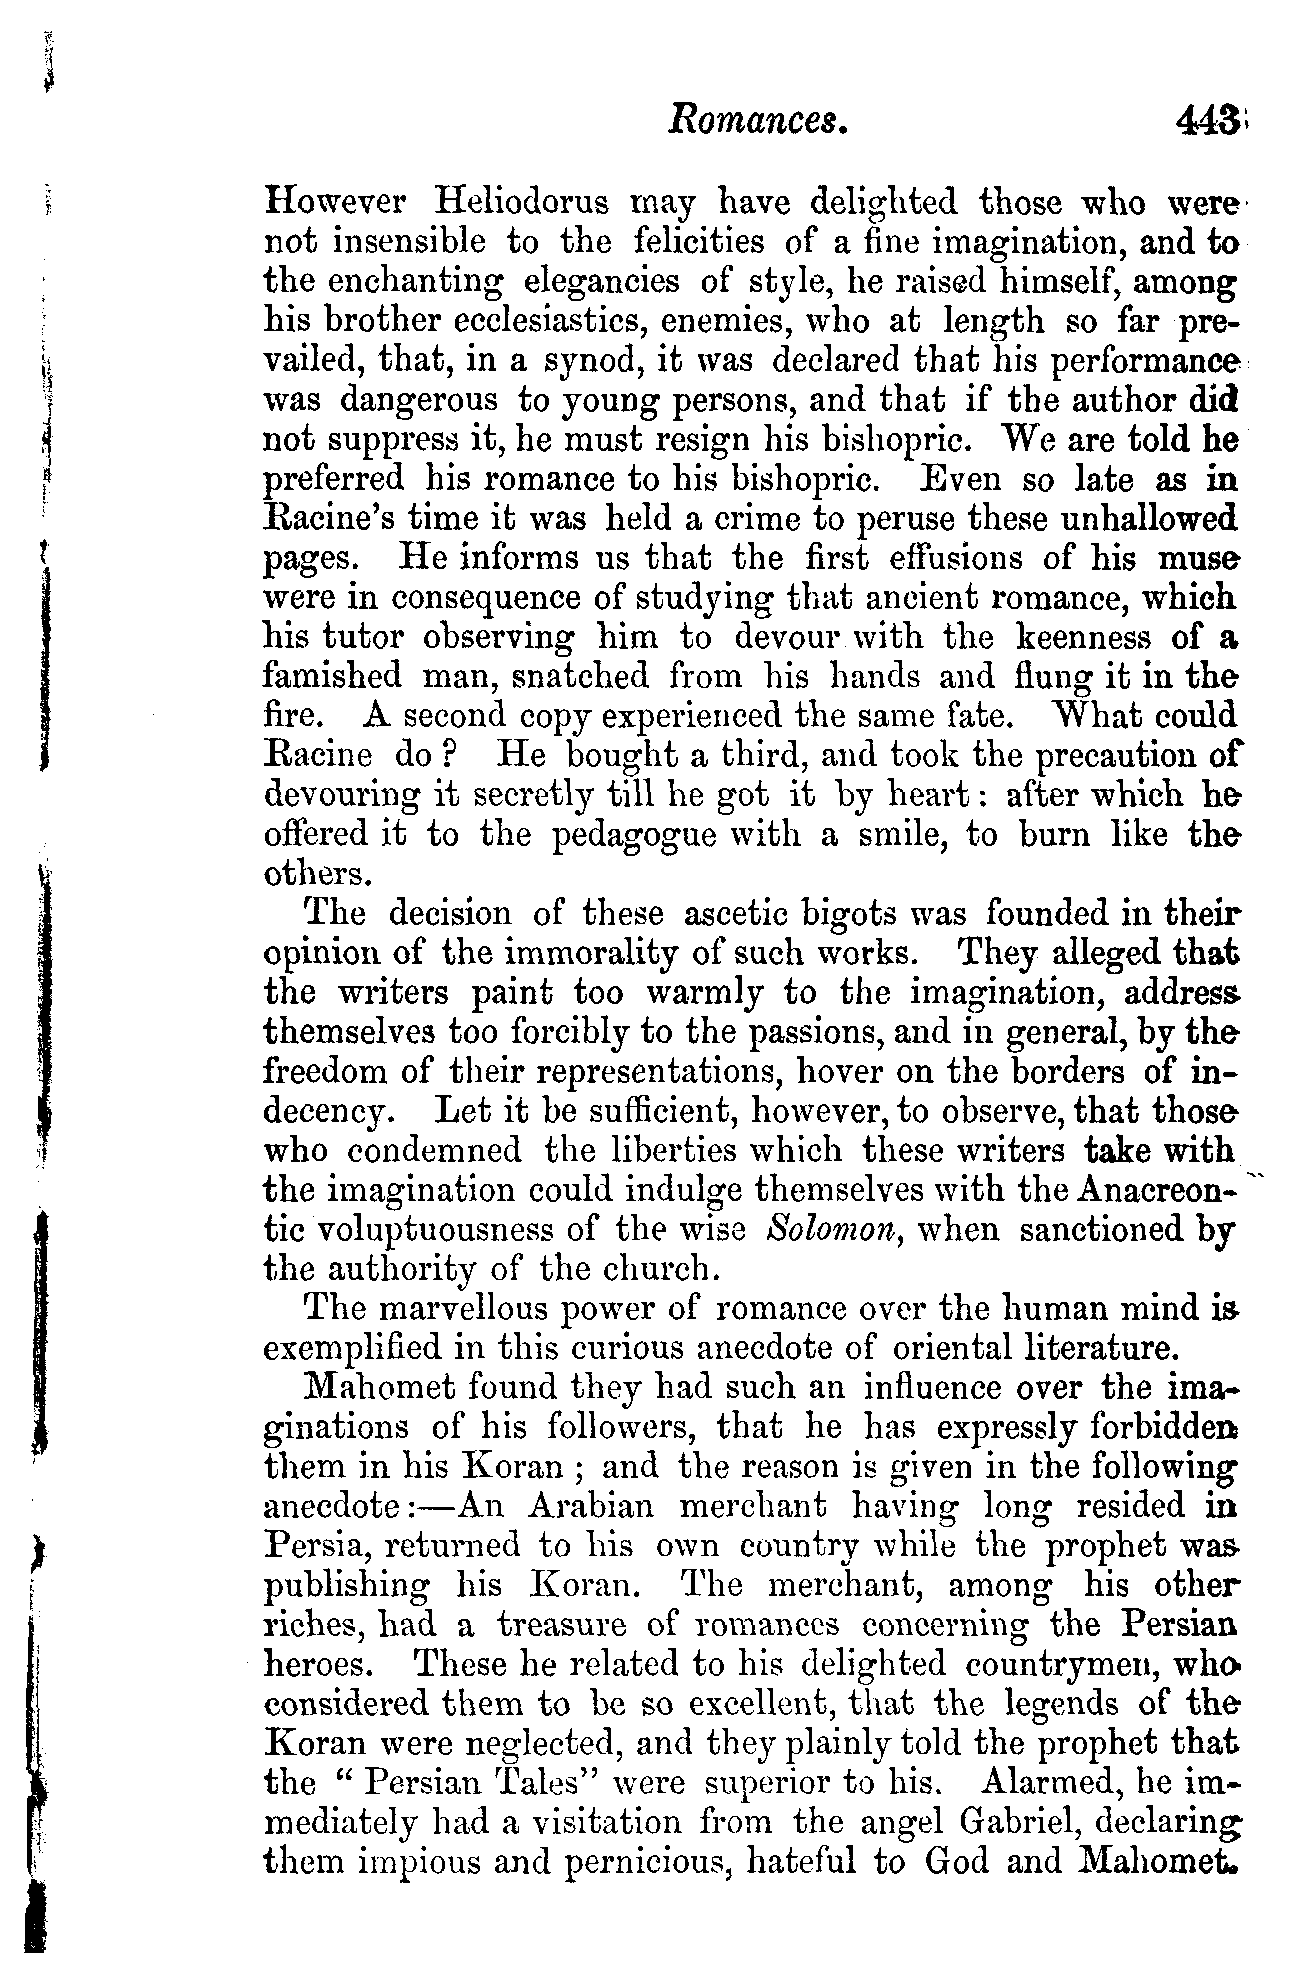 Romances. 443
However Heliodorus may have delighted those who were
not insensible to the felicities of a fine imagination, and to
the enchanting elegancies of style, he raised himself, among
his brother ecclesiastics, enemies, who at length so far pre-
vailed, that, in a synod, it was declared that his performance
was dangerous to young persons, and that if the author did
not suppress it, he must resign his bishopric. We are told he
preferred his romance to his bishopric. Even so late as in
Racine's time it was held a crime to peruse these unhallowed
pages. He informs us that the first effusions of his muse
were in consequence of studying that ancient romance, which
his tutor observing him to devour with the keenness of a
famished man, snatched from his hands and flung it in the
fire. A second copy experienced the same fate. What could
Racine do? He bought a third, and took the precaution of
devouring it secretly till he got it by heart: after which he
offered it to the pedagogue with a smile, to burn like the
others.
The decision of these ascetic bigots was founded in their
opinion of the immorality of such works. They alleged that
the writers paint too warmly to the imagination, address
themselves too forcibly to the passions, and in general, by the
freedom of their representations, hover on the borders of in-
decency. Let it be sufficient, however, to observe, that those
who condemned the liberties which these writers take with
the imagination could indulge themselves with the Anacreon-
tic voluptuousness of the wise Solomon, when sanctioned by
the authority of the church.
The marvellous power of romance over the human mind is
exemplified in this curious anecdote of oriental literature.
Mahomet found they had such an influence over the ima-
ginations of his followers, that he has expressly forbidden
them in his Koran; and the reason is given in the following
anecdote:—An Arabian merchant having long resided in
Persia, returned to his own country while the prophet was
publishing his Koran. The merchant, among his other
riches, had a treasure of romances concerning the Persian
heroes. These he related to his delighted countrymen, who
considered them to be so excellent, that the legends of the
Koran were neglected, and they plainly told the prophet that
the "Persian Tales" were superior to his. Alarmed, he im-
mediately had a visitation from the angel Gabriel, declaring
them impious and pernicious, hateful to God and Mahomet.